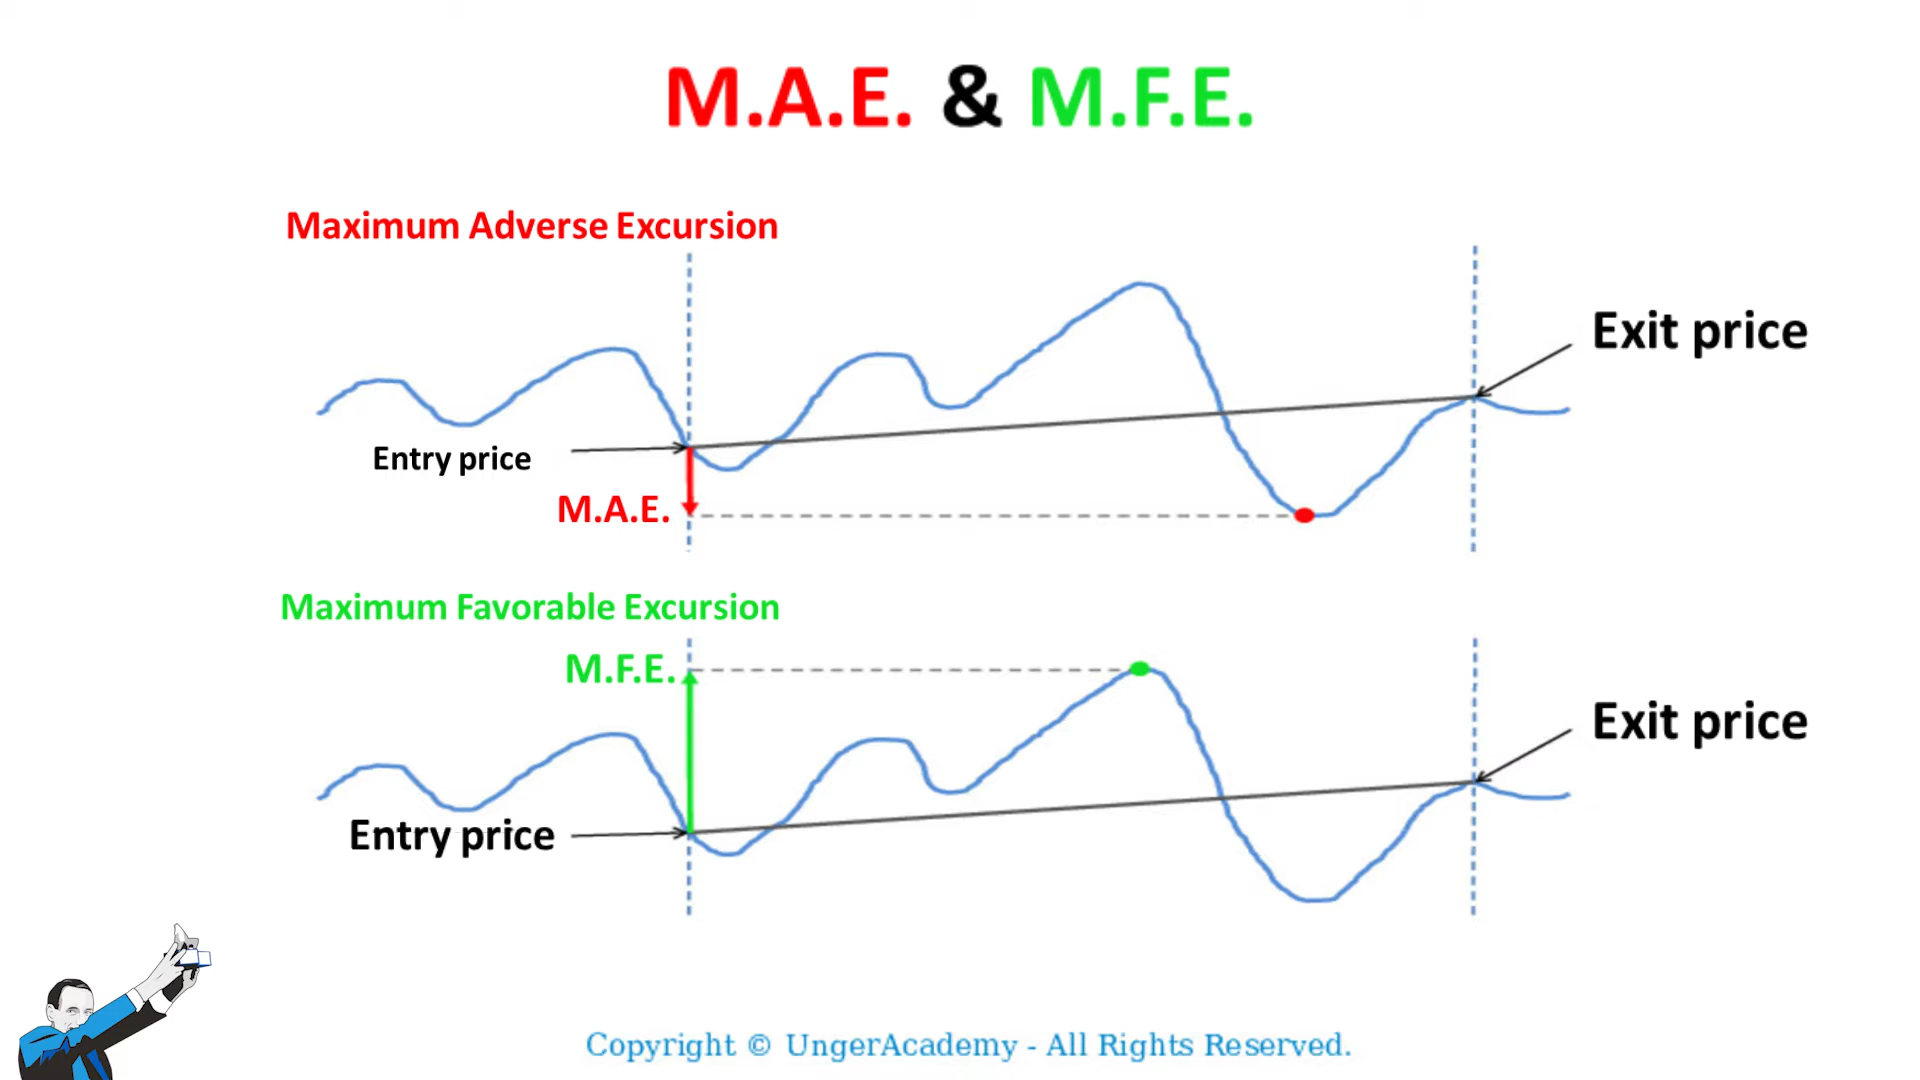 M.A.E. & M.F.E.
Maximum Adverse Excursion
Exit price
Entry price
M.A.E.
Maximum Favorable Excursion
M.F.E.
Exit price
Entry price
Copyright © UngerAcademy - All Rights Reserved.